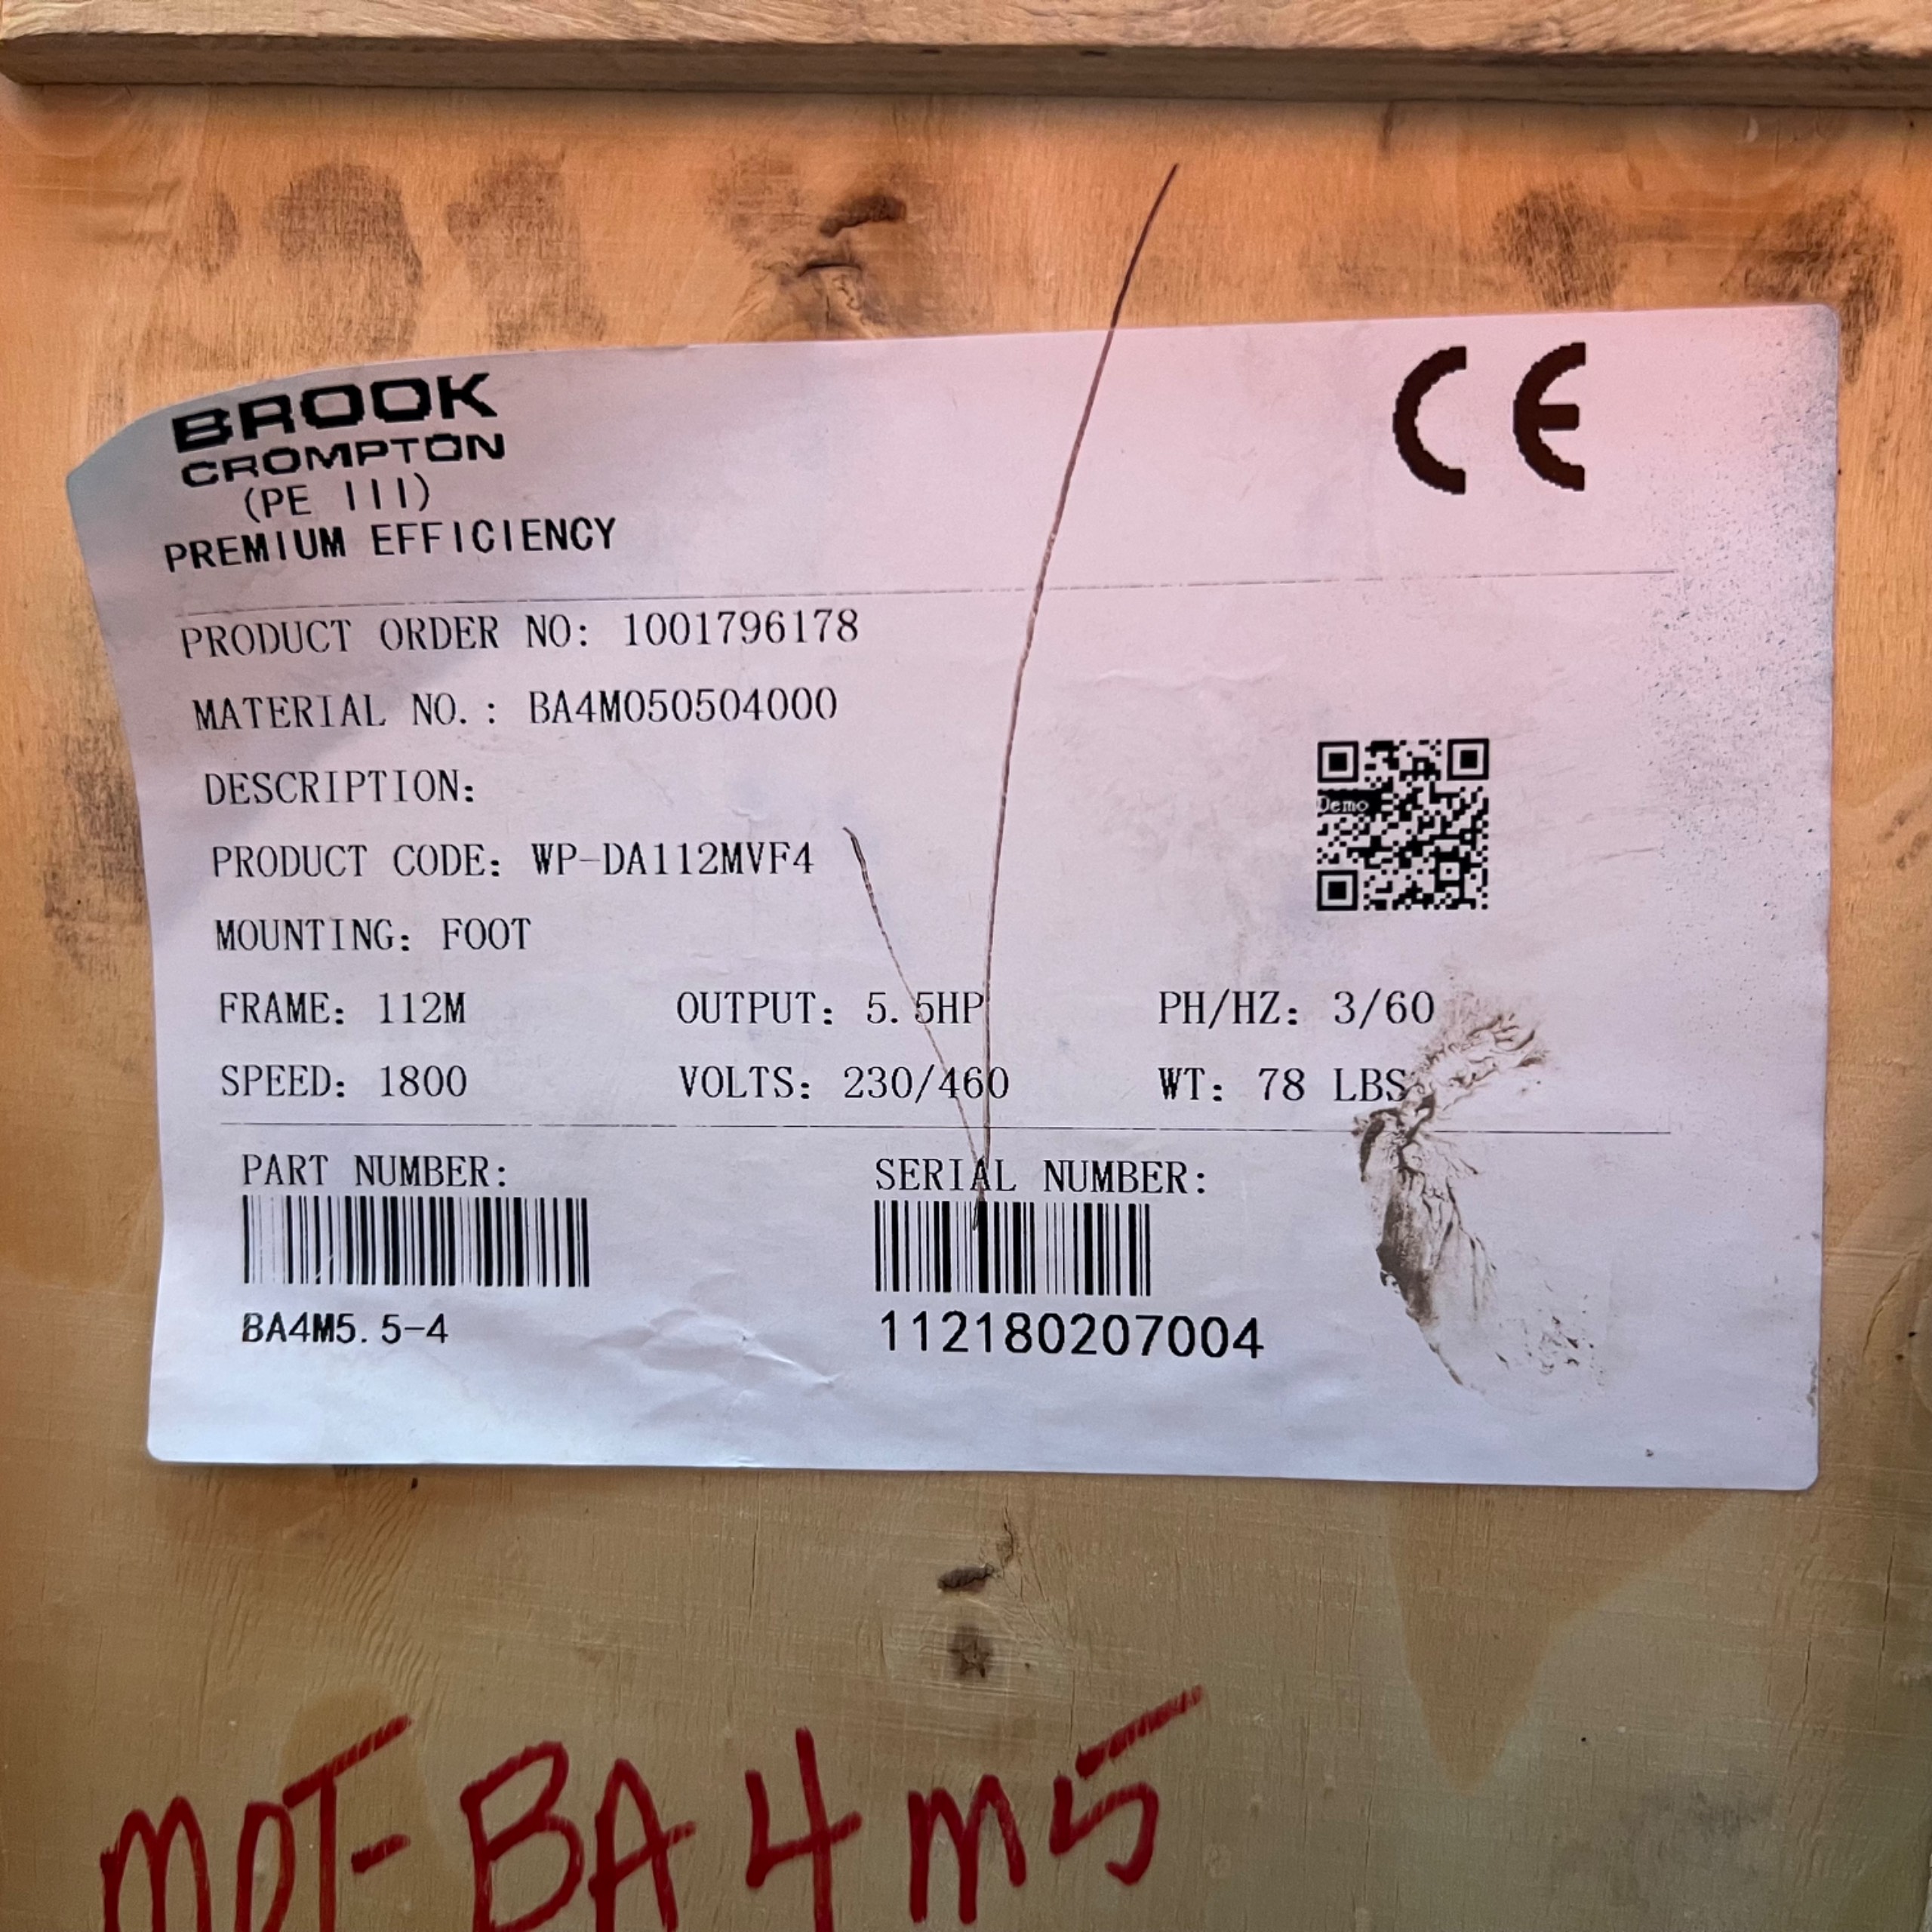 BROOK
CROMPTON
(PE III)
PREMIUM EFFICIENCY
CE
PRODUCT ORDER NO: 1001796178
MATERIAL NO.: BA4M050504000
DESCRIPTION:
Demo
PRODUCT CODE: WP-DA112MVF4
MOUNTING: FOOT
FRAME: 112M OUTPUT: 5.5HP PH/HZ: 3/60
SPEED: 1800 VOLTS: 230/460 WT: 78 LBS
PART NUMBER: SERIAL NUMBER:
BA4M5.5-4 112180207004
MOT-BA4M5